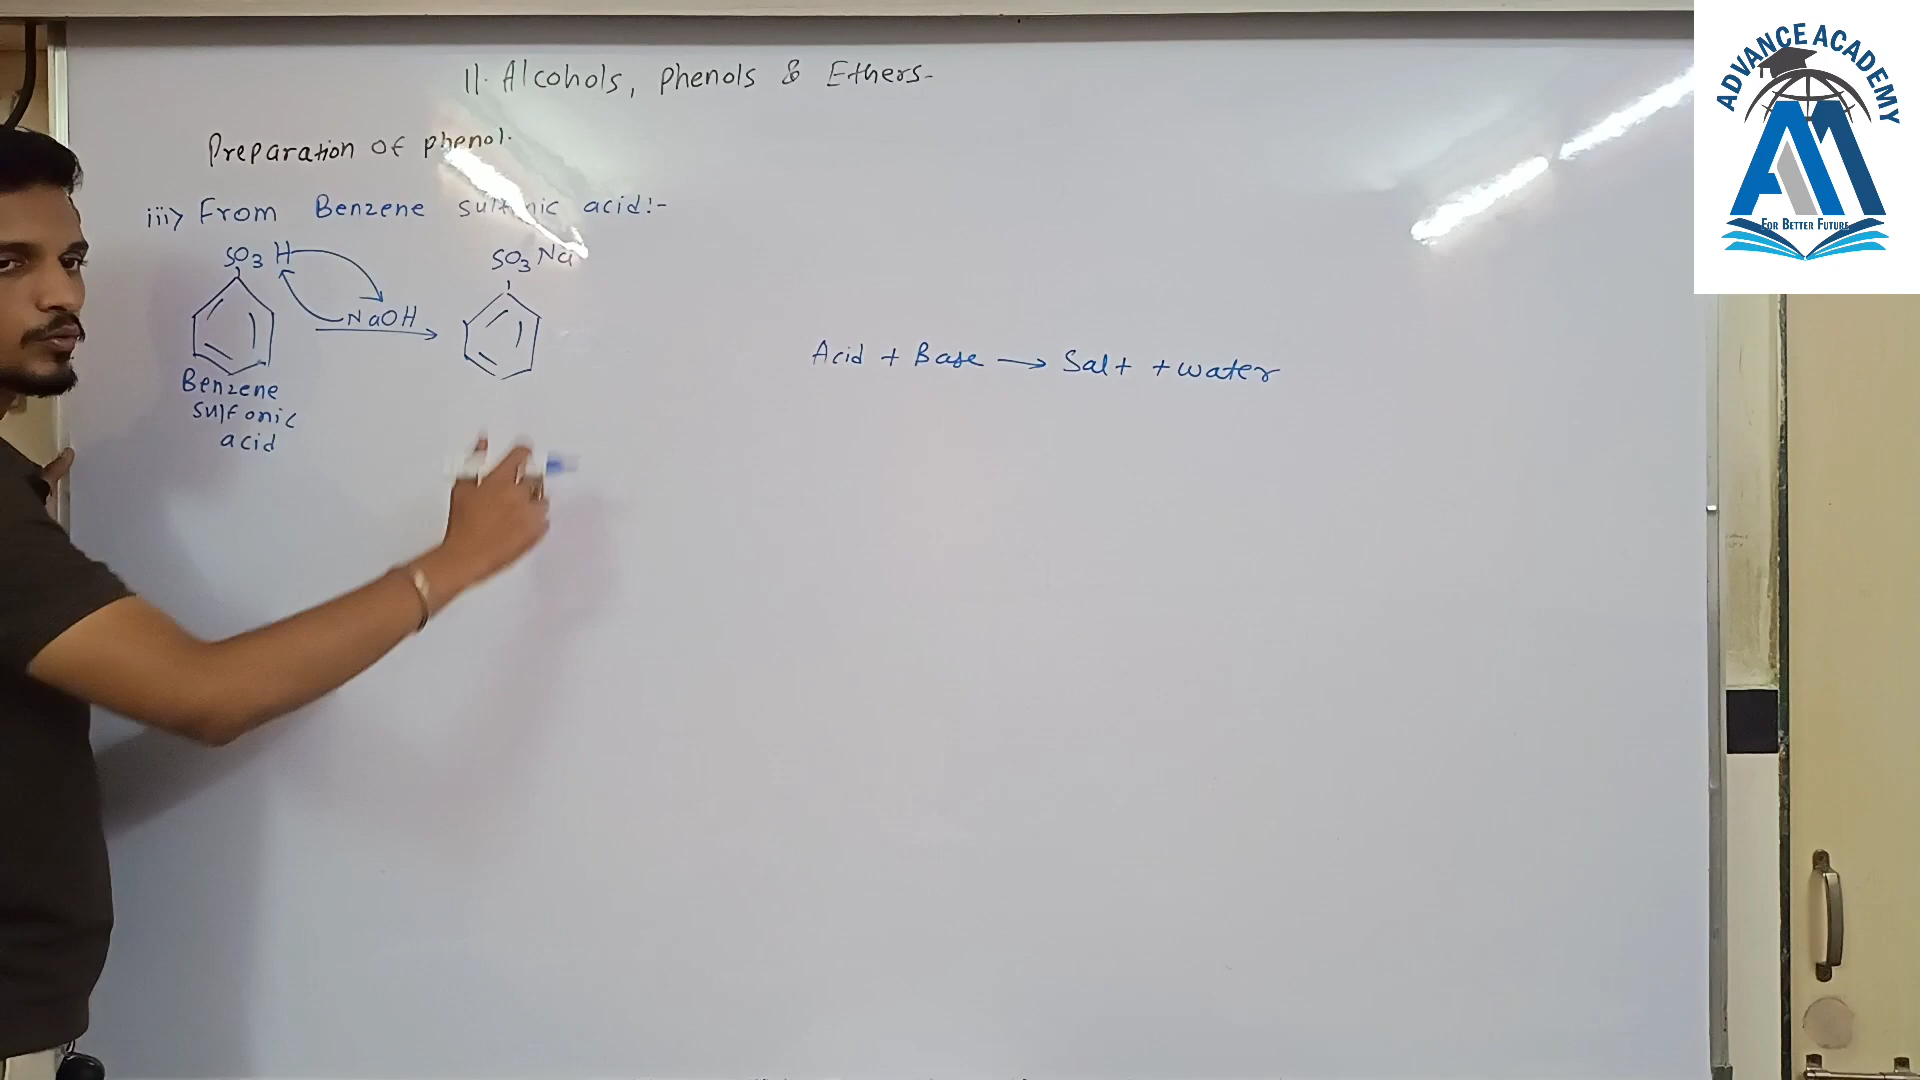 11. Alcohols, phenols & Ethers-
Preparation of phenol.
iii> From Benzene sulfonic acid:-
SO3H
NaOH
SO3Na
Benzene
sulfonic
acid
Acid + Base → Salt + water
ADVANCE ACADEMY
FOR BETTER FUTURE